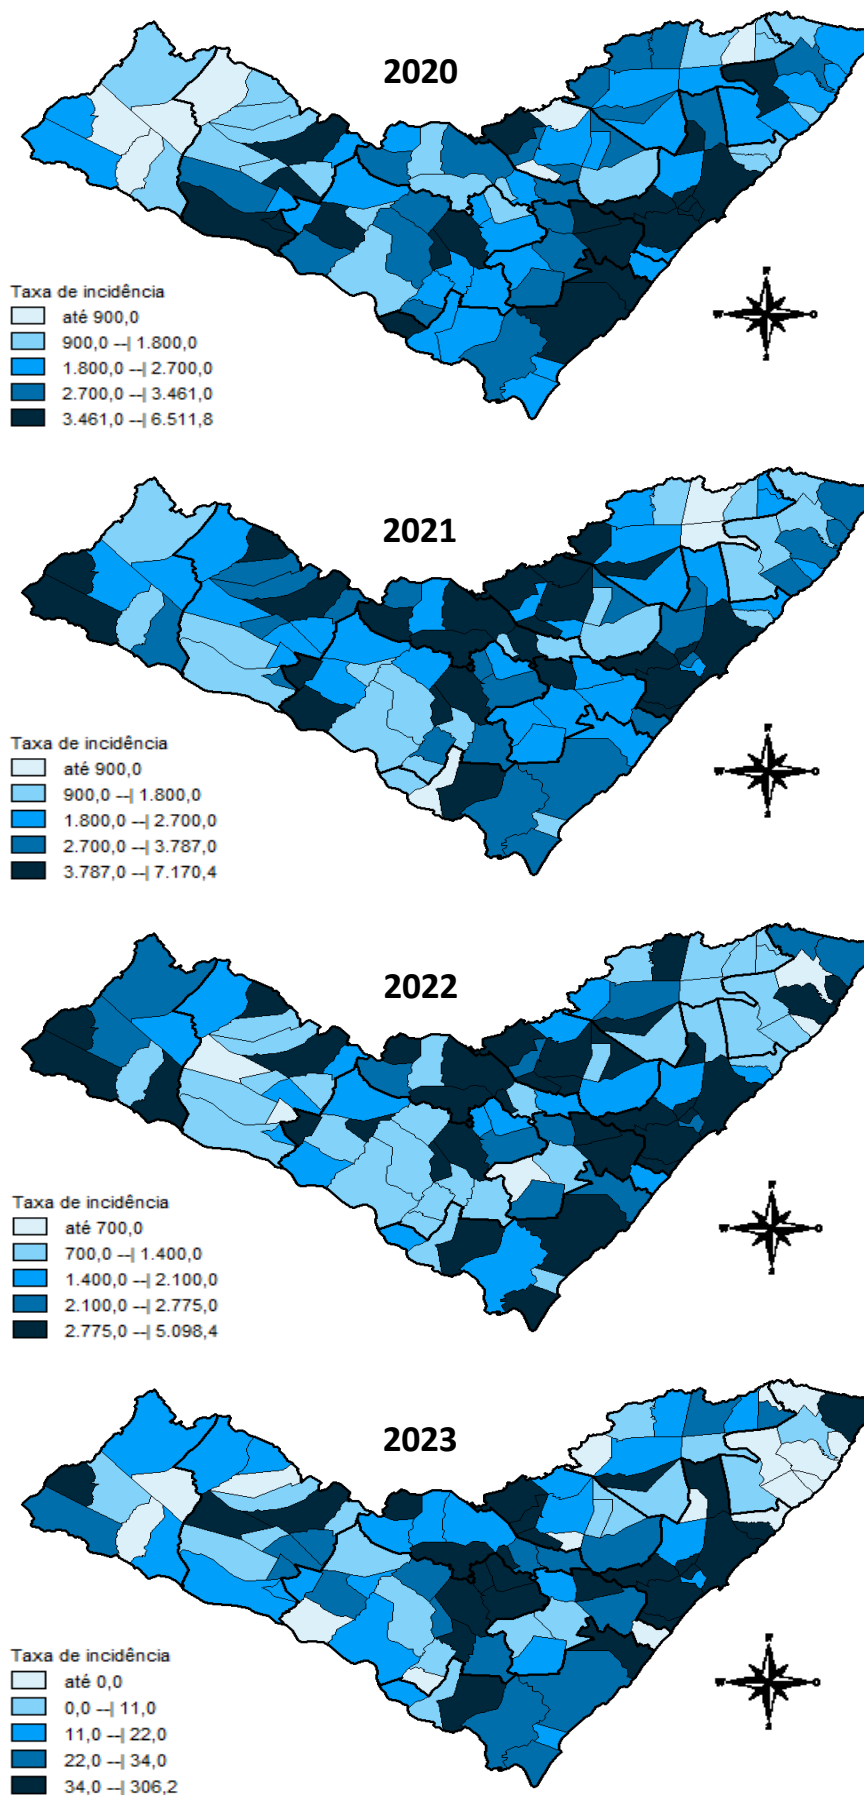 2020
Taxa de incidência
até 900,0
900,0 --| 1.800,0
1.800,0 --| 2.700,0
2.700,0 --| 3.461,0
3.461,0 --| 6.511,8
2021
Taxa de incidência
até 900,0
900,0 --| 1.800,0
1.800,0 --| 2.700,0
2.700,0 --| 3.787,0
3.787,0 --| 7.170,4
2022
Taxa de incidência
até 700,0
700,0 --| 1.400,0
1.400,0 --| 2.100,0
2.100,0 --| 2.775,0
2.775,0 --| 5.098,4
2023
Taxa de incidência
até 0,0
0,0 --| 11,0
11,0 --| 22,0
22,0 --| 34,0
34,0 --| 306,2